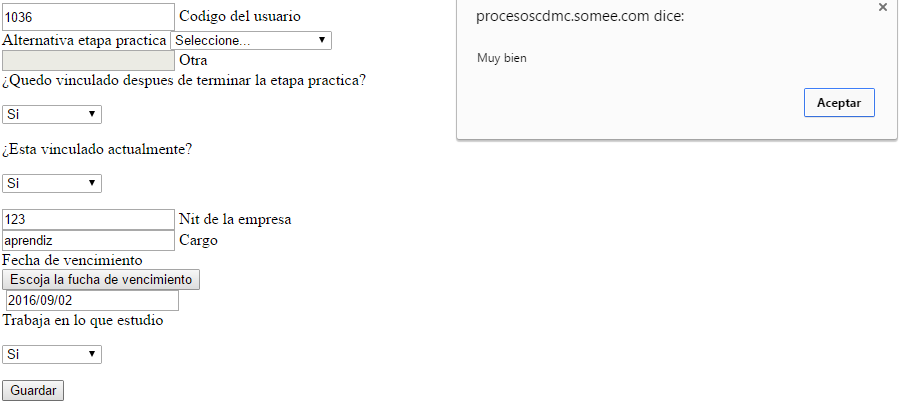 1036 Codigo del usuario
Alternativa etapa practica Seleccione...
Otra
¿Quedo vinculado despues de terminar la etapa practica?
Si
¿Esta vinculado actualmente?
Si
123 Nit de la empresa
aprendiz Cargo
Fecha de vencimiento
Escoja la fucha de vencimiento
2016/09/02
Trabaja en lo que estudio
Si
Guardar
procesoscdmc.somee.com dice:
Muy bien
Aceptar